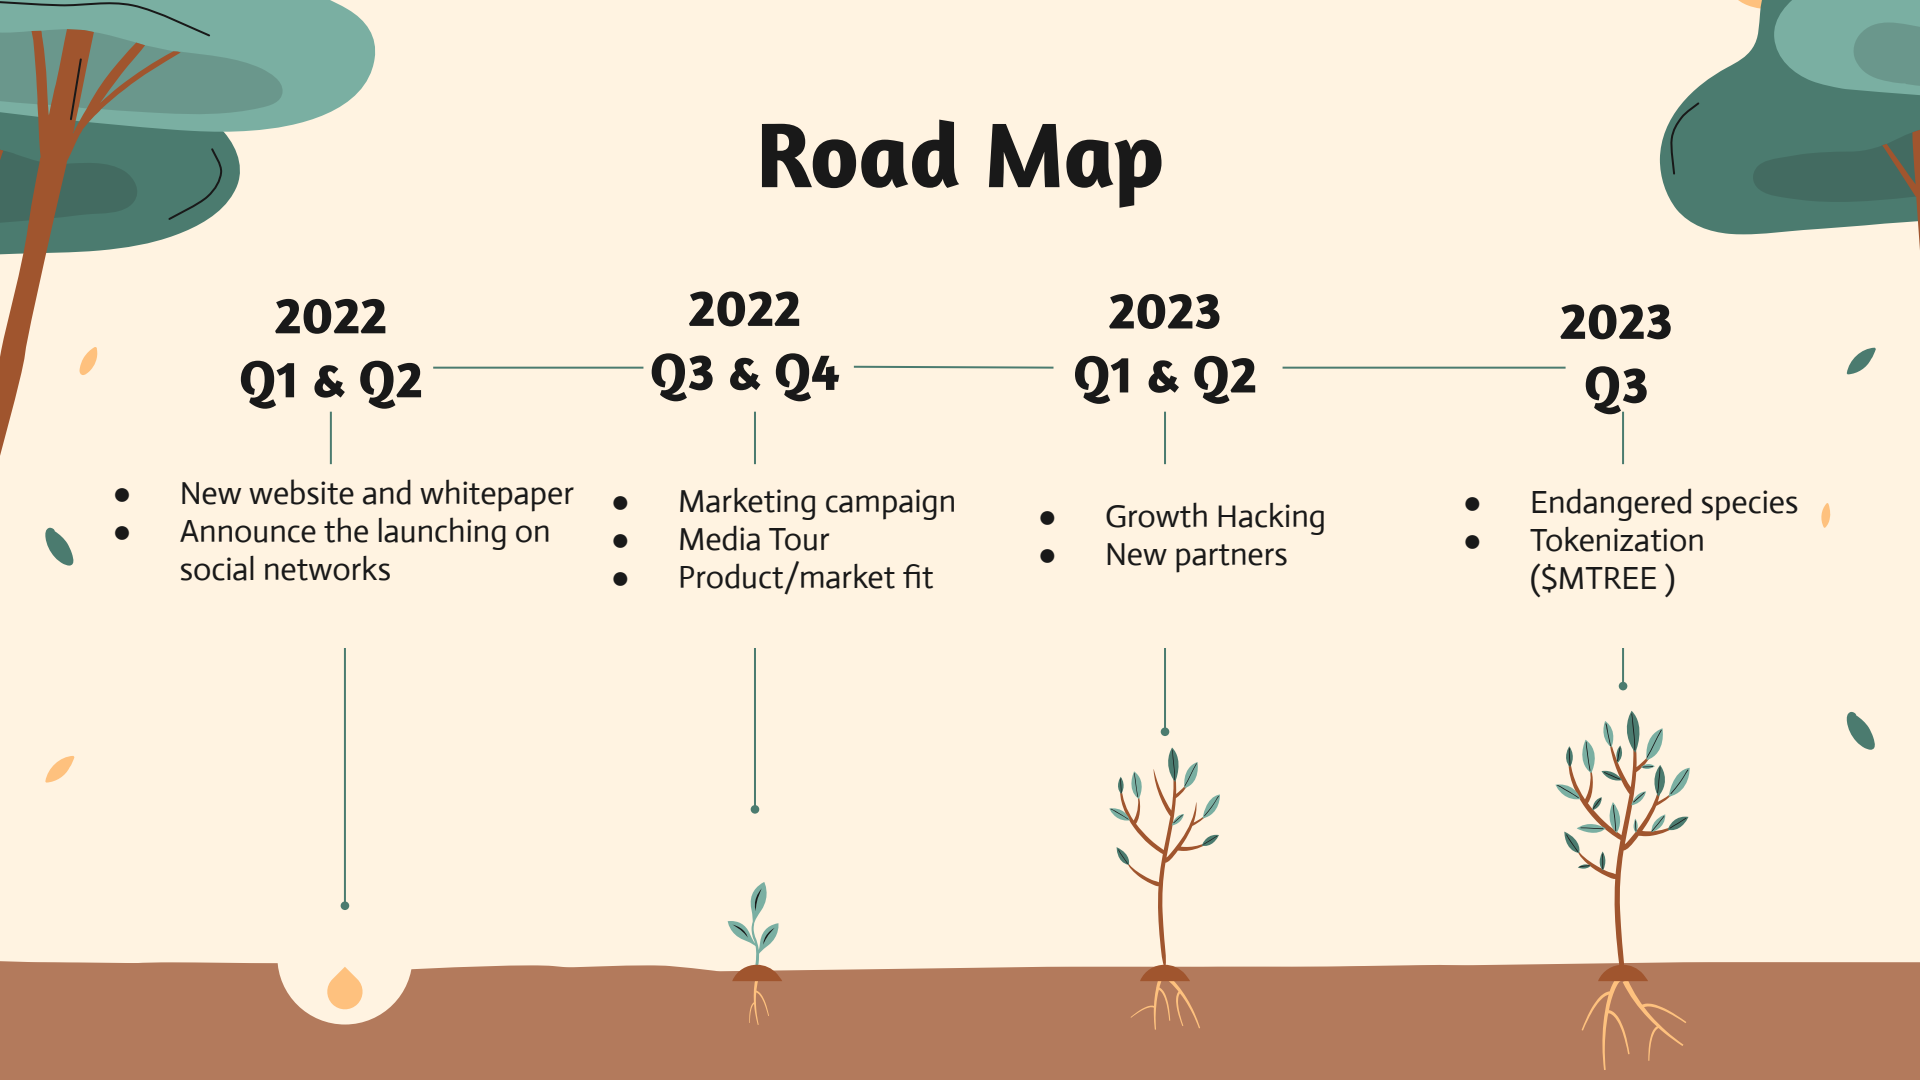 Road Map
2022
Q1 & Q2
● New website and whitepaper
● Announce the launching on
social networks
2022
Q3 & Q4
● Marketing campaign
● Media Tour
● Product/market fit
2023
Q1 & Q2
● Growth Hacking
● New partners
2023
Q3
● Endangered species
● Tokenization
($MTREE )